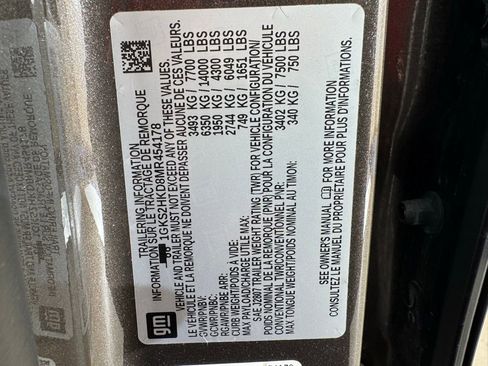 TRAILERING INFORMATION
INFORMATION SUR LE TRACTAGE DE REMORQUE
1GKS2HKD9MR454178
VEHICLE AND TRAILER MUST NOT EXCEED ANY OF THESE VALUES.
LE VÉHICULE ET LA REMORQUE NE DOIVENT DÉPASSER AUCUNE DE CES VALEURS.
GVWR/PNBV: 3493 KG / 7700 LBS
GCWR/PNBC: 6350 KG / 14000 LBS
RGAWR/PNBE ARR: 1950 KG / 4300 LBS
CURB WEIGHT/POIDS À VIDE: 2744 KG / 6049 LBS
MAX PAYLOAD/CHARGE UTILE MAX: 749 KG / 1651 LBS
SAE J2807 TRAILER WEIGHT RATING (TWR) FOR VEHICLE CONFIGURATION/
POIDS NOMINAL DE LA REMORQUE (TWR) POUR LA CONFIGURATION DU VÉHICULE
MAX TWR/CONVENTIONNEL PNR: 3402 KG / 7500 LBS
MAX TONGUE WEIGHT/POIDS NOMINAL AU TIMON: 340 KG / 750 LBS
SEE OWNER'S MANUAL FOR MORE INFORMATION.
CONSULTEZ LE MANUEL DU PROPRIÉTAIRE POUR PLUS D'INFORMATION.
gm